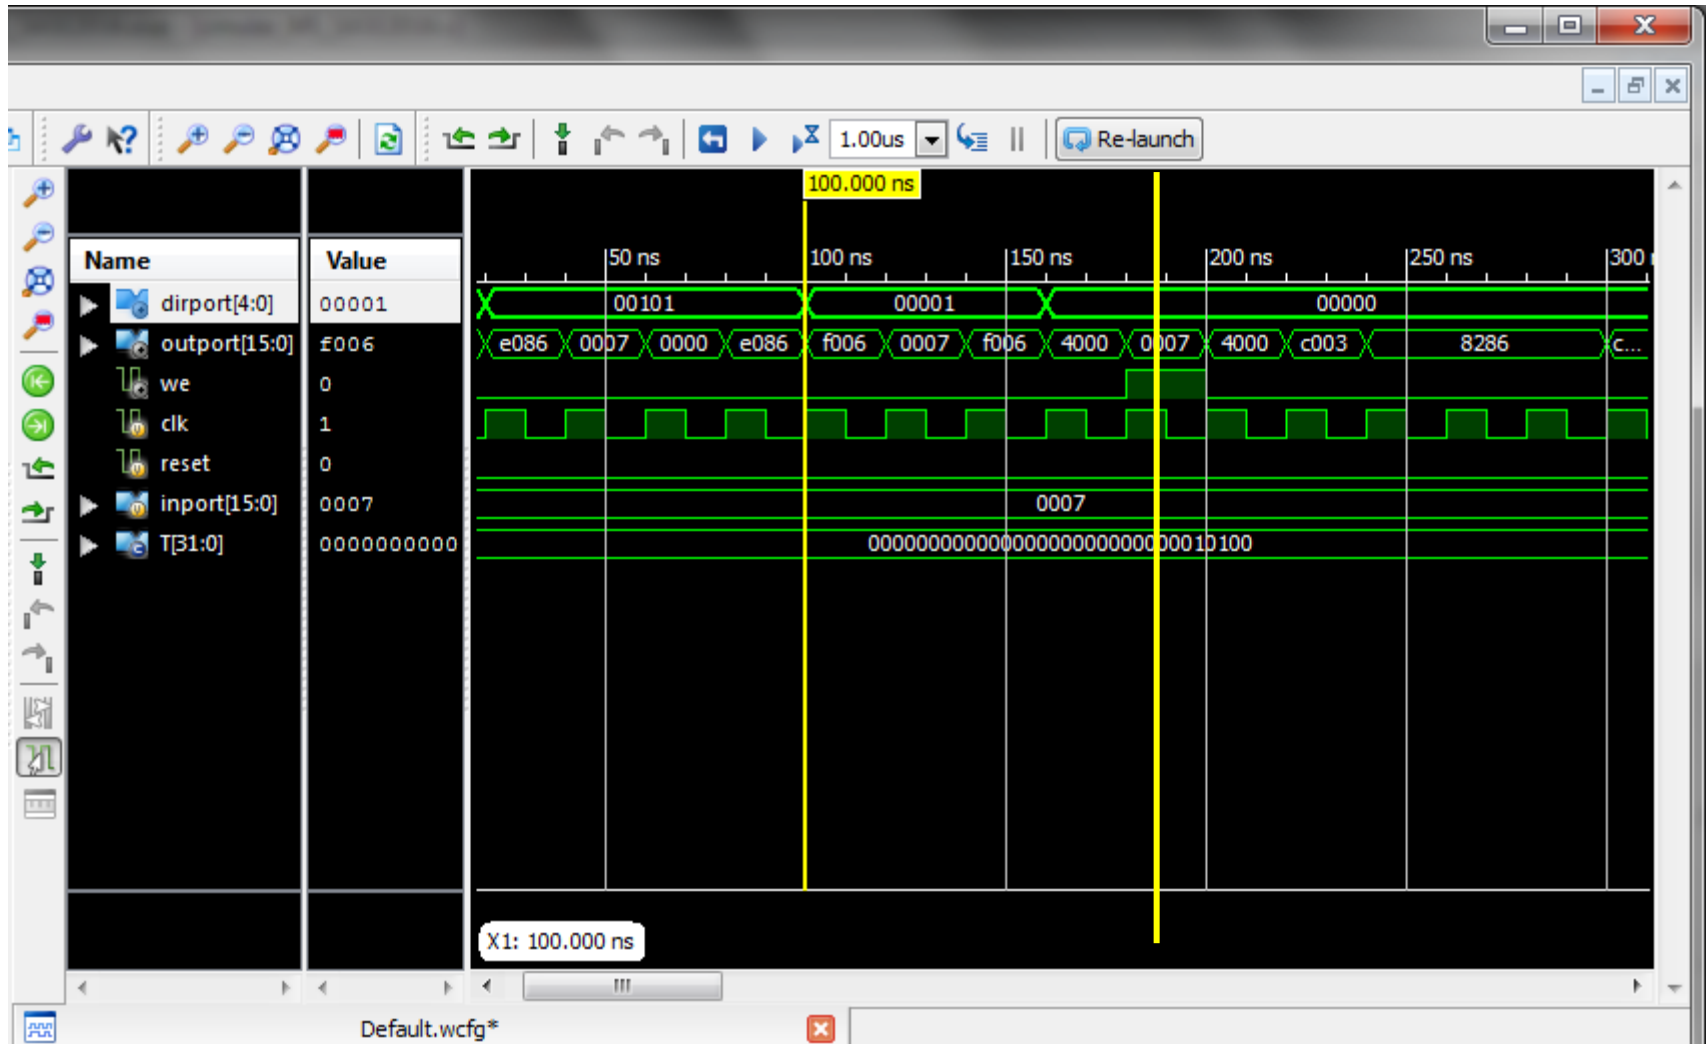 1.00us
Re-launch
100.000 ns
Name Value 50 ns 100 ns 150 ns 200 ns 250 ns 300
dirport[4:0] 00001 00101 00001 00000
outport[15:0] f006 e086 0007 0000 e086 f006 0007 f006 4000 0007 4000 c003 8286 c...
we 0
clk 1
reset 0
inport[15:0] 0007 0007
T[31:0] 0000000000 00000000000000000000000000010100
X1: 100.000 ns
Default.wcfg*